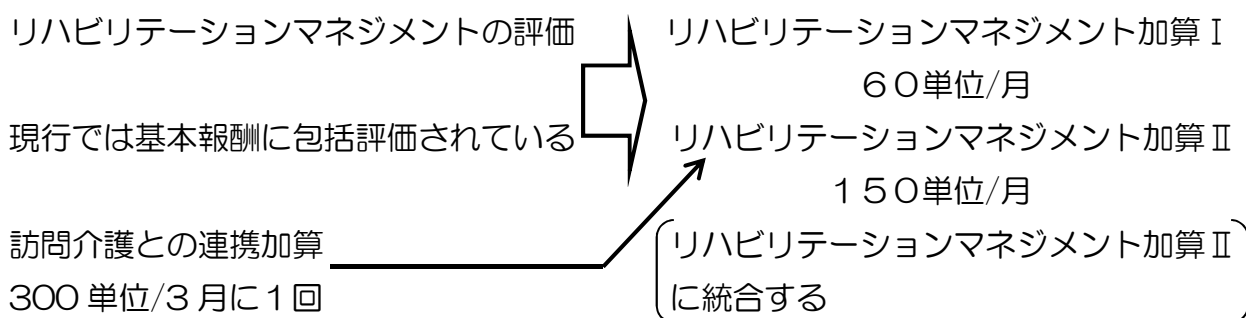 リハビリテーションマネジメントの評価
リハビリテーションマネジメント加算Ⅰ
６０単位/月
現行では基本報酬に包括評価されている
リハビリテーションマネジメント加算Ⅱ
１５０単位/月
訪問介護との連携加算
300 単位/3 月に１回
リハビリテーションマネジメント加算Ⅱ
に統合する